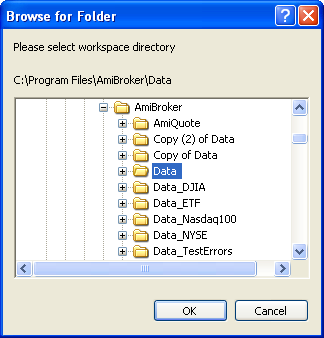 Browse for Folder
Please select workspace directory
C:\Program Files\AmiBroker\Data
AmiBroker
AmiQuote
Copy (2) of Data
Copy of Data
Data
Data_DJIA
Data_ETF
Data_Nasdaq100
Data_NYSE
Data_TestErrors
OK Cancel